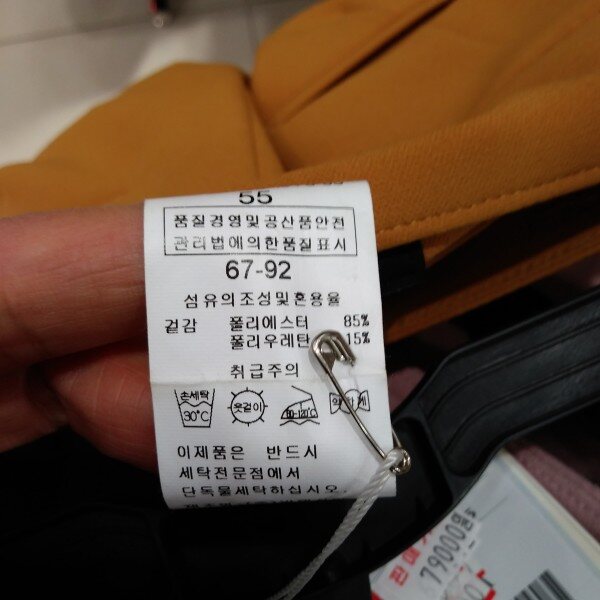 55
품질경영및공산품안전
관리법에의한품질표시
67-92
섬유의조성및혼용율
겉감 폴리에스터 85%
폴리우레탄 15%
취급주의
손세탁
30℃
옷걸이
80-120℃
이제품은 반드시
세탁전문점에서
단독물세탁하십시오.
판매
79000원